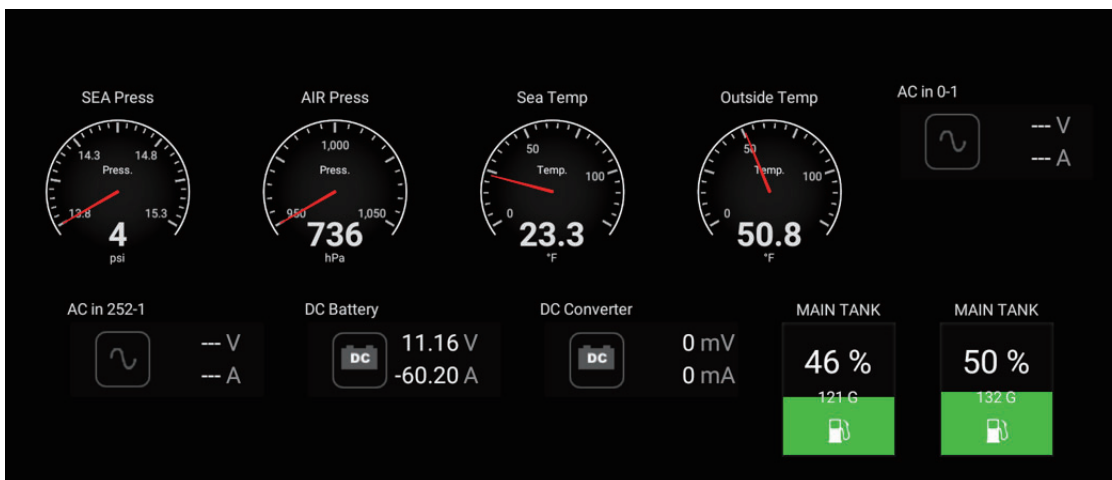 SEA Press
14.3 14.8
Press.
13.8 15.3
4
psi
AIR Press
1,000
Press.
950 1,050
736
hPa
Sea Temp
50
Temp.
100
0
23.3
°F
Outside Temp
50
Temp.
100
0
50.8
°F
AC in 0-1
--- V
--- A
AC in 252-1
--- V
--- A
DC Battery
DC
11.16 V
-60.20 A
DC Converter
DC
0 mV
0 mA
MAIN TANK
46 %
121 G
MAIN TANK
50 %
132 G